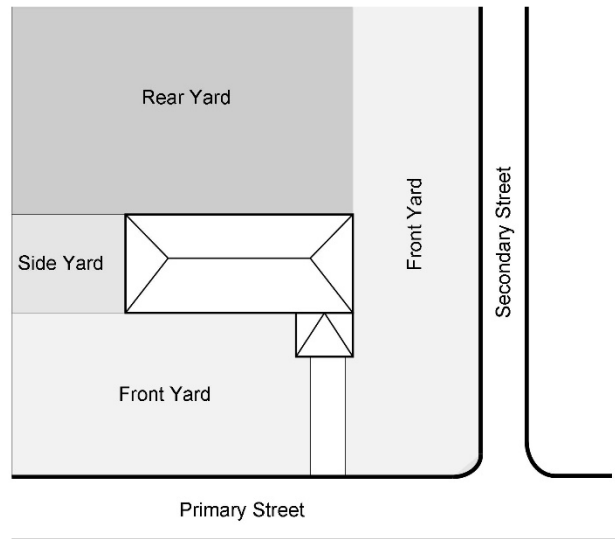 Rear Yard
Front Yard
Secondary Street
Side Yard
Front Yard
Primary Street